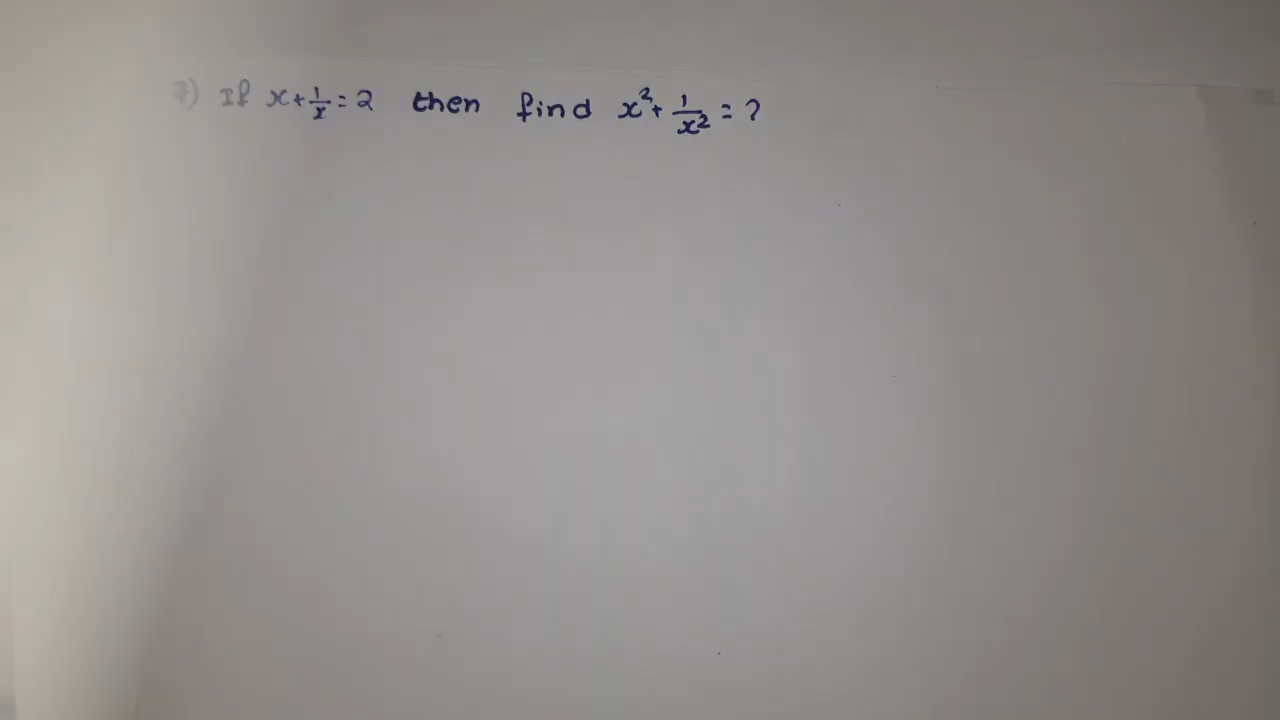 7) If x + 1/x = 2 then find x² + 1/x² = ?